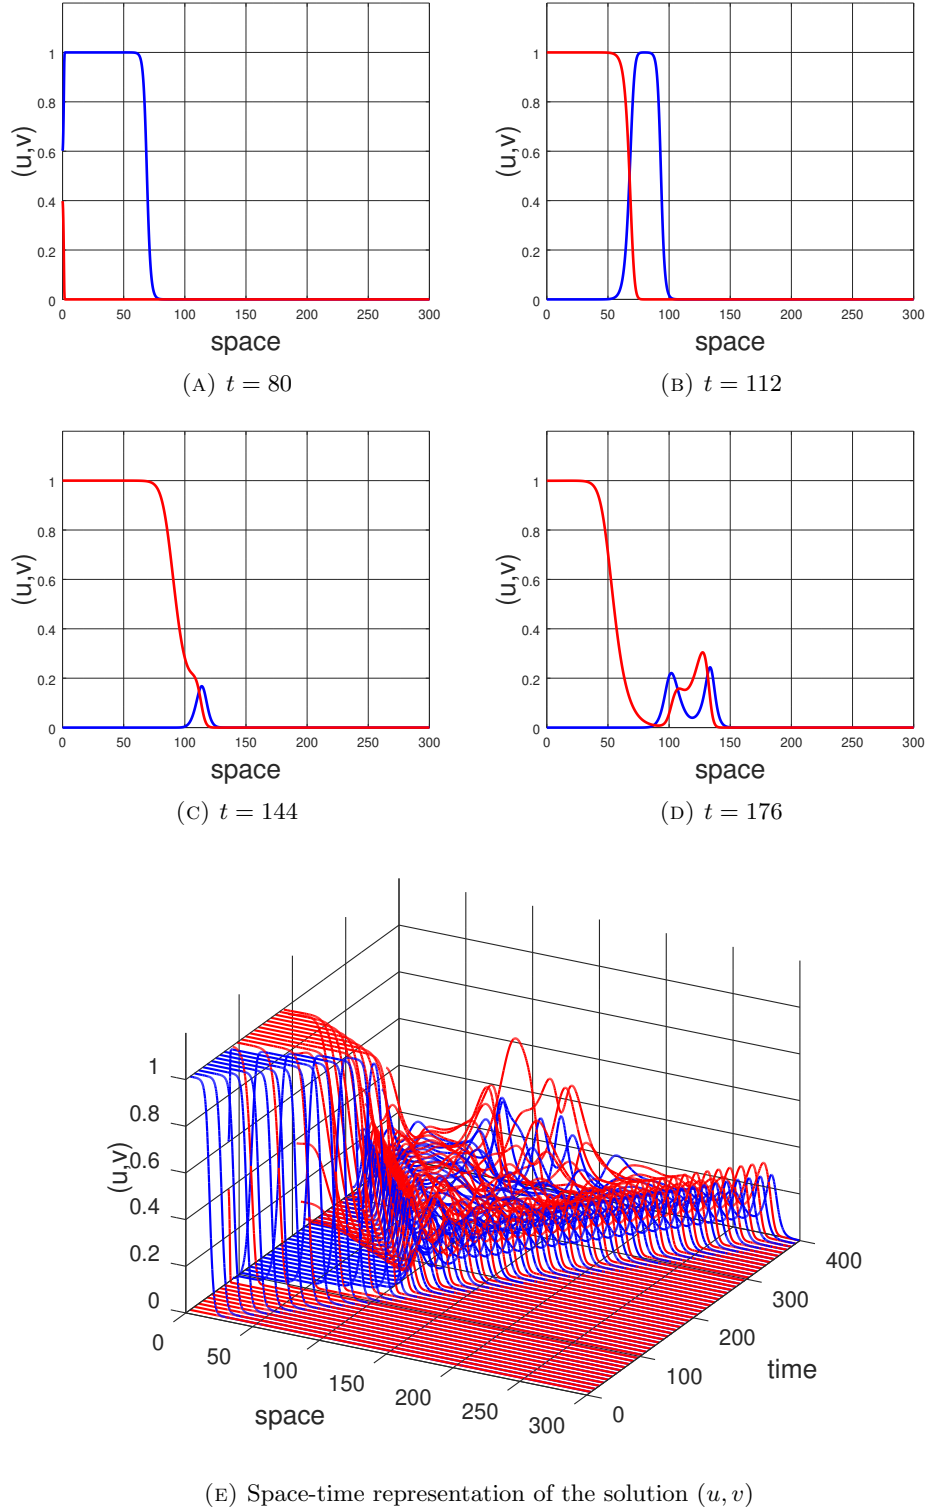 1
0.8
0.6
0.4
0.2
0
(u,v)
0 50 100 150 200 250 300
space
(A) t = 80
1
0.8
0.6
0.4
0.2
0
(u,v)
0 50 100 150 200 250 300
space
(B) t = 112
1
0.8
0.6
0.4
0.2
0
(u,v)
0 50 100 150 200 250 300
space
(C) t = 144
1
0.8
0.6
0.4
0.2
0
(u,v)
0 50 100 150 200 250 300
space
(D) t = 176
1
0.8
0.6
0.4
0.2
0
(u,v)
0
50
100
150
200
250
300
space
0
100
200
300
400
time
(E) Space-time representation of the solution (u, v)